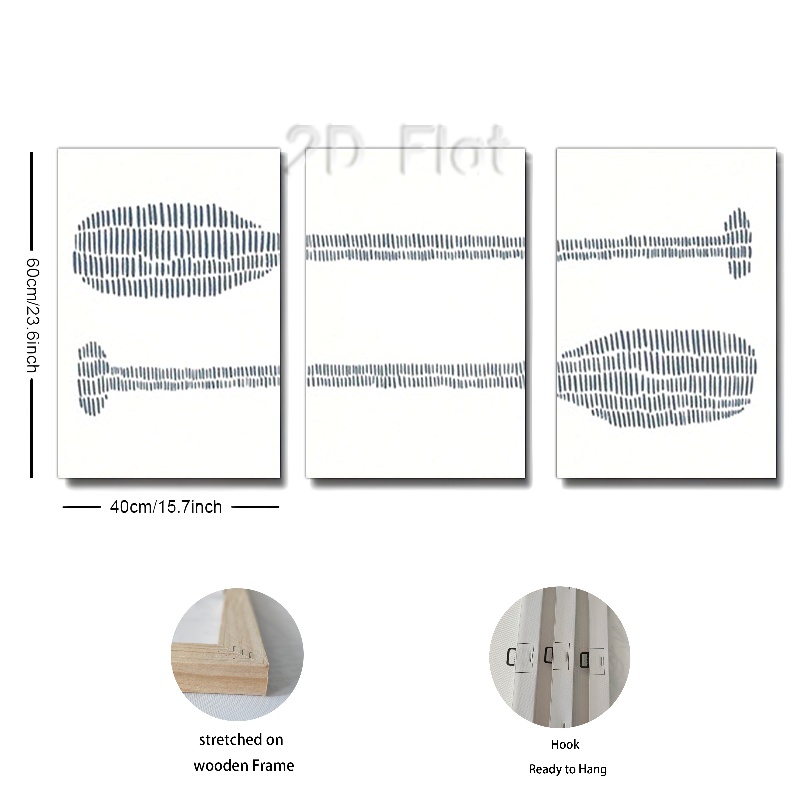 2D Flat
60cm/23.6inch
40cm/15.7inch
stretched on
wooden Frame
Hook
Ready to Hang